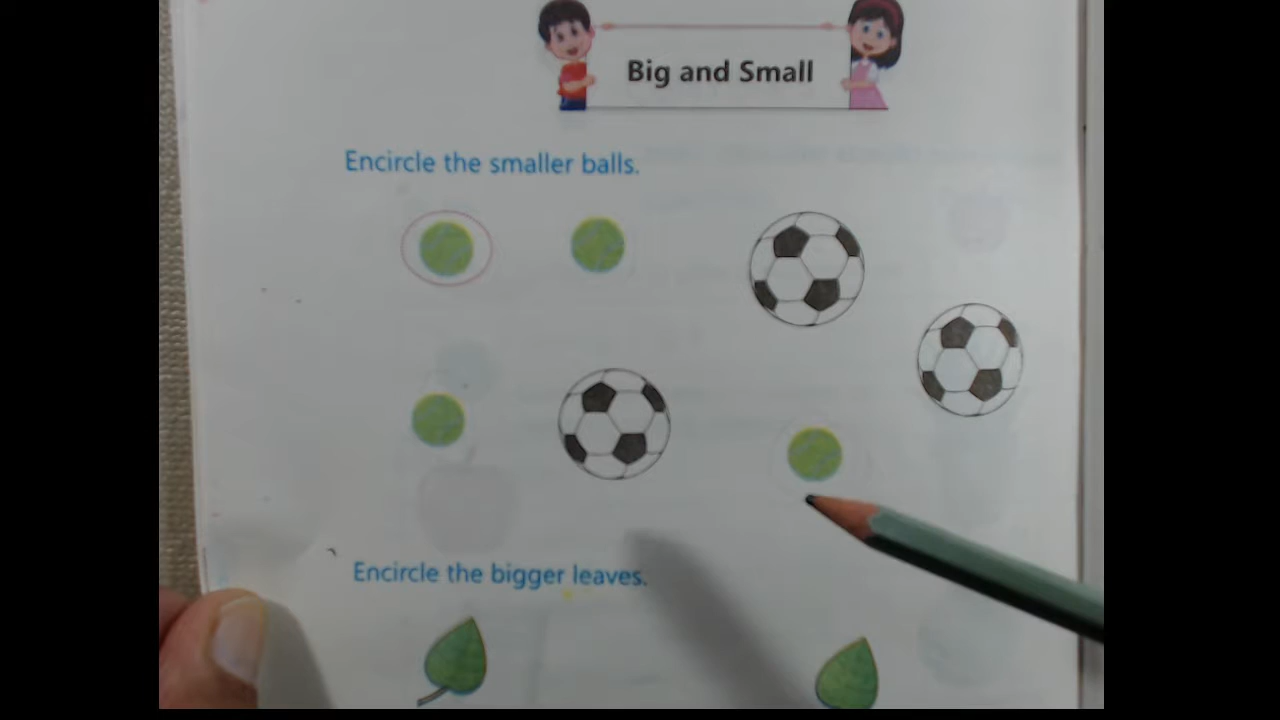 Big and Small
Encircle the smaller balls.
Encircle the bigger leaves.